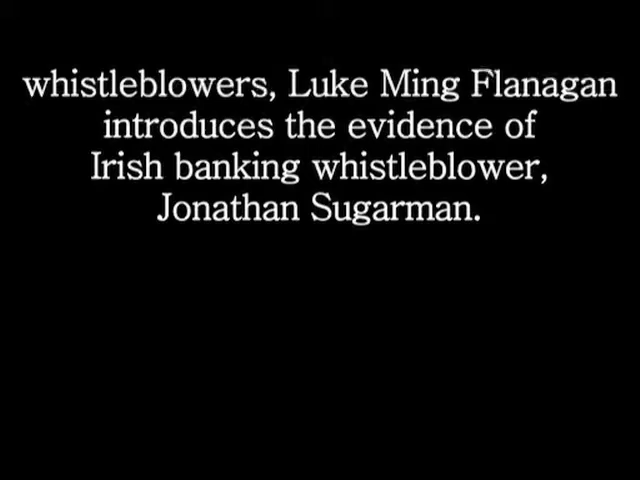 whistleblowers, Luke Ming Flanagan
introduces the evidence of
Irish banking whistleblower,
Jonathan Sugarman.